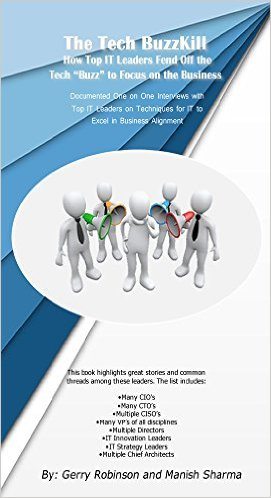 The Tech BuzzKill
How Top IT Leaders Fend Off the
Tech “Buzz” to Focus on the Business
Documented One on One Interviews with
Top IT Leaders on Techniques for IT to
Excel in Business Alignment
This book highlights great stories and common
threads among these leaders. The list includes:
•Many CIO's
•Many CTO's
•Multiple CISO's
•Many VP's of all disciplines
•Multiple Directors
•IT Innovation Leaders
•IT Strategy Leaders
•Multiple Chief Architects
By: Gerry Robinson and Manish Sharma